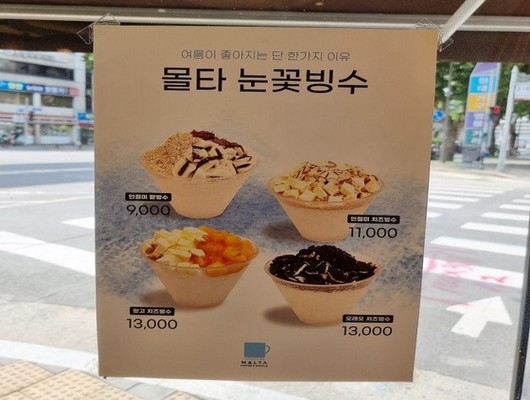 여름이 좋아지는 단 한가지 이유
몰타 눈꽃빙수
인절미 팥빙수
9,000
인절미 치즈빙수
11,000
망고 치즈빙수
13,000
오레오 치즈빙수
13,000
MALTA